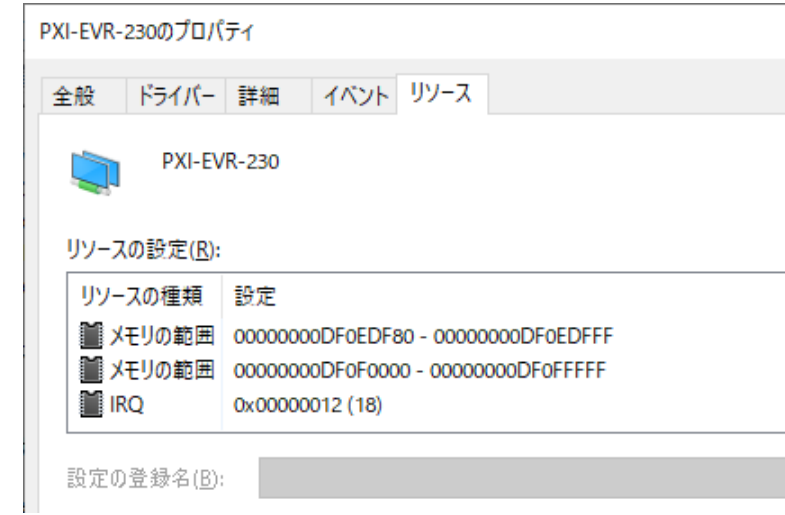 PXI-EVR-230のプロパティ
全般 ドライバー 詳細 イベント リソース
PXI-EVR-230
リソースの設定(R):
リソースの種類 設定
メモリの範囲 00000000DF0EDF80 - 00000000DF0EDFFF
メモリの範囲 00000000DF0F0000 - 00000000DF0FFFFF
IRQ 0x00000012 (18)
設定の登録名(B):